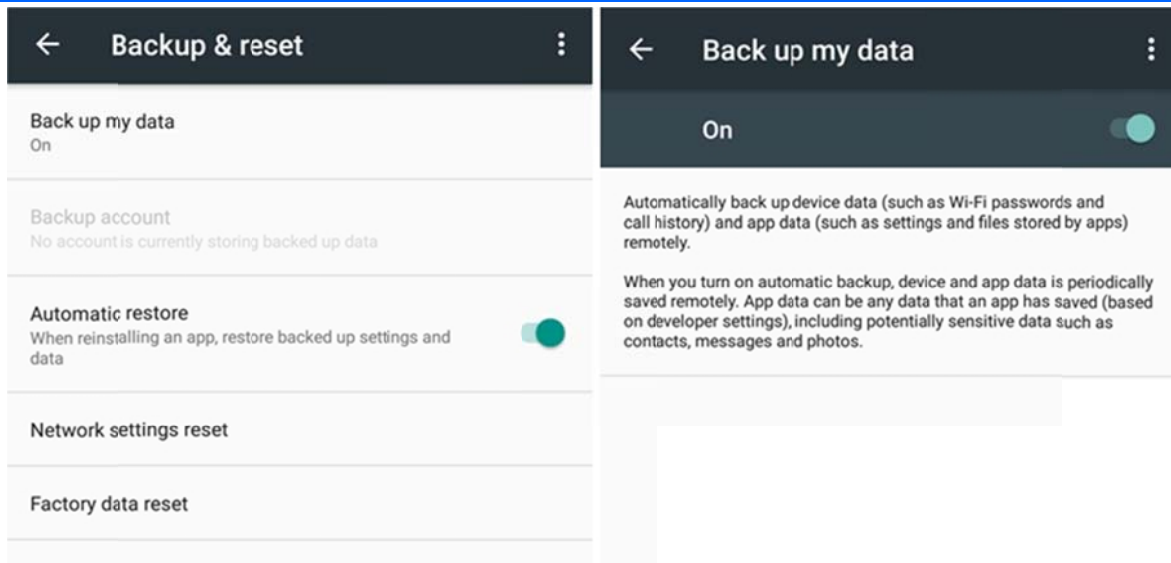 Backup & reset
Back up my data
On
Backup account
No account is currently storing backed up data
Automatic restore
When reinstalling an app, restore backed up settings and
data
Network settings reset
Factory data reset
Back up my data
On
Automatically back up device data (such as Wi-Fi passwords and
call history) and app data (such as settings and files stored by apps)
remotely.
When you turn on automatic backup, device and app data is periodically
saved remotely. App data can be any data that an app has saved (based
on developer settings), including potentially sensitive data such as
contacts, messages and photos.